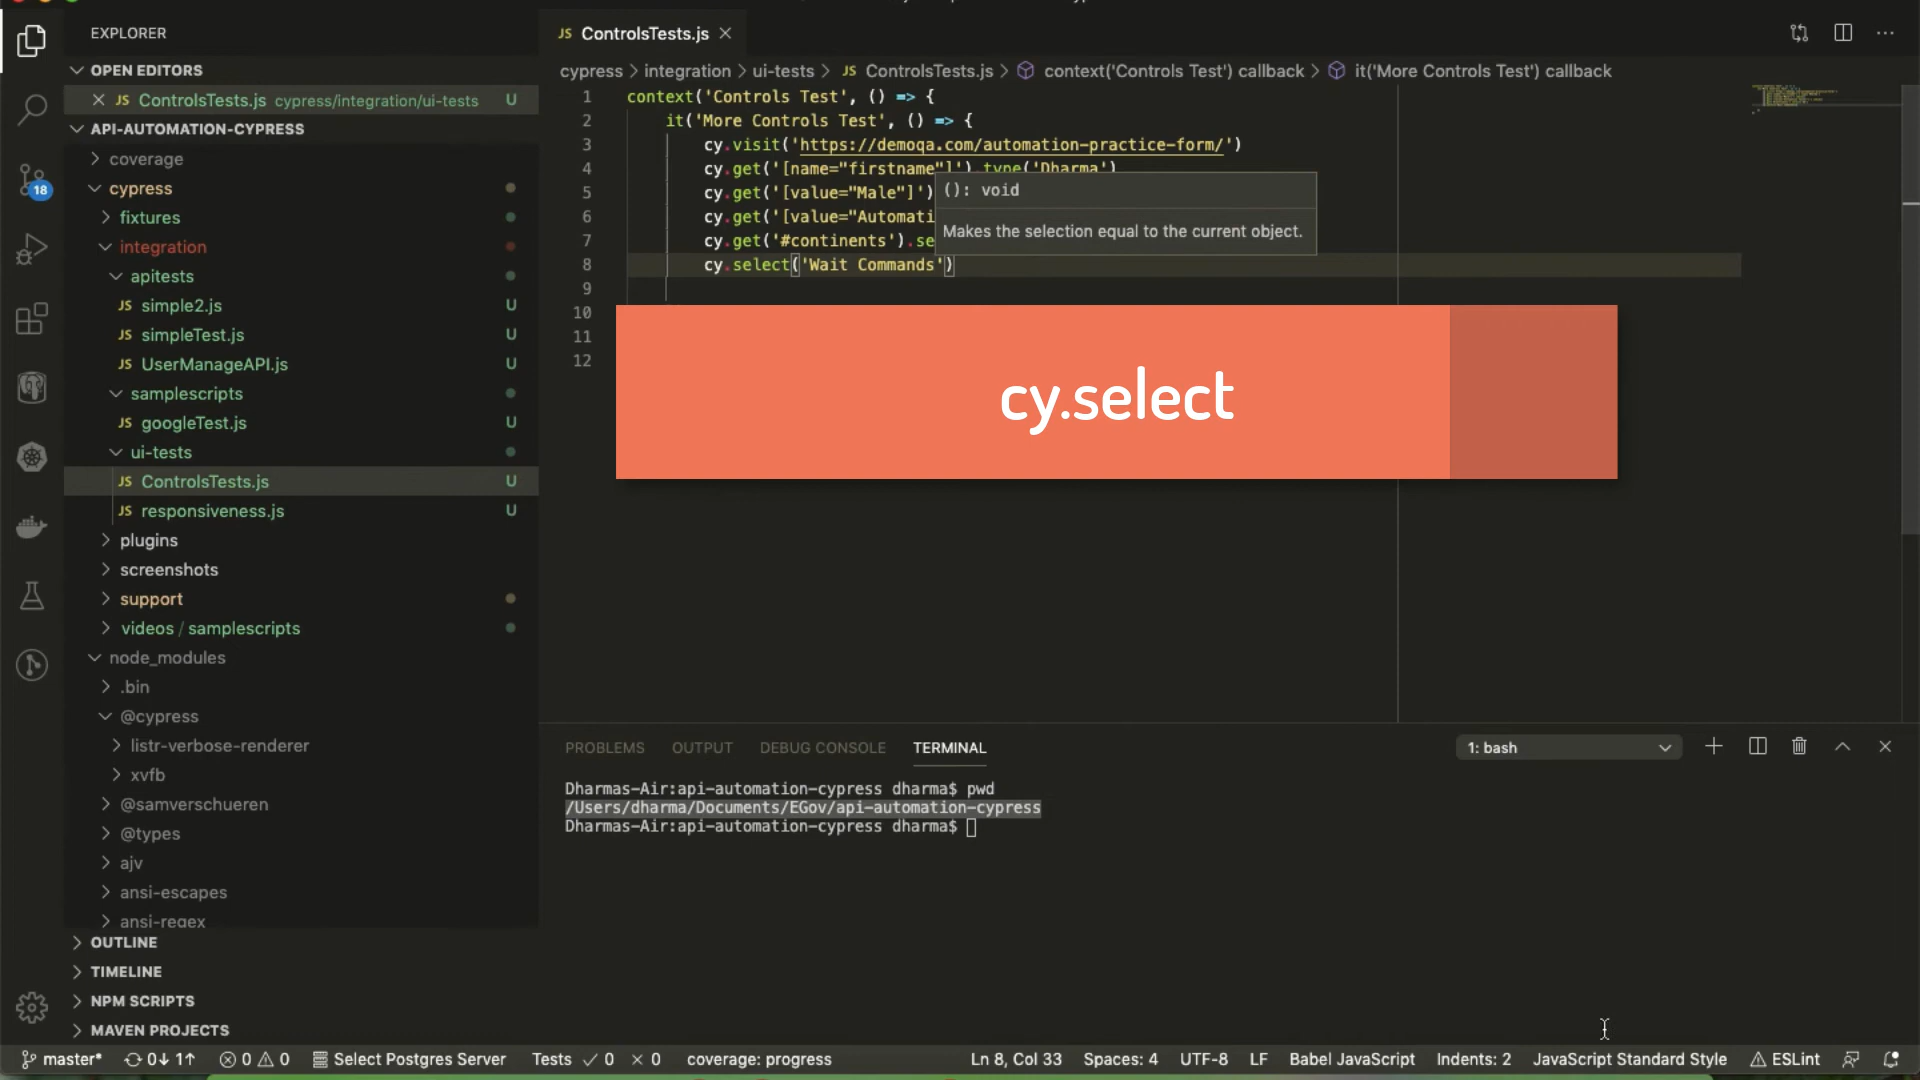 EXPLORER
OPEN EDITORS
JS ControlsTests.js cypress/integration/ui-tests U
API-AUTOMATION-CYPRESS
coverage
cypress
fixtures
integration
apitests
JS simple2.js U
JS simpleTest.js U
JS UserManageAPI.js U
samplescripts
JS googleTest.js U
ui-tests
JS ControlsTests.js U
JS responsiveness.js U
plugins
screenshots
support
videos / samplescripts
node_modules
.bin
@cypress
listr-verbose-renderer
xvfb
@samverschueren
@types
ajv
ansi-escapes
ansi-regex
OUTLINE
TIMELINE
NPM SCRIPTS
MAVEN PROJECTS
18
JS ControlsTests.js
cypress > integration > ui-tests > JS ControlsTests.js > context('Controls Test') callback > it('More Controls Test') callback
1 context('Controls Test', () => {
2 it('More Controls Test', () => {
3 cy.visit('https://demoqa.com/automation-practice-form/')
4 cy.get('[name="firstname"]').type('Dharma')
5 cy.get('[value="Male"]')
6 cy.get('[value="Automati
7 cy.get('#continents').se
8 cy.select('Wait Commands')
9
10
11
12
(): void
Makes the selection equal to the current object.
cy.select
PROBLEMS OUTPUT DEBUG CONSOLE TERMINAL 1: bash
Dharmas-Air:api-automation-cypress dharma$ pwd
/Users/dharma/Documents/EGov/api-automation-cypress
Dharmas-Air:api-automation-cypress dharma$
master* 0↓ 1↑ 0 0 Select Postgres Server Tests ✓ 0 × 0 coverage: progress Ln 8, Col 33 Spaces: 4 UTF-8 LF Babel JavaScript Indents: 2 JavaScript Standard Style ESLint